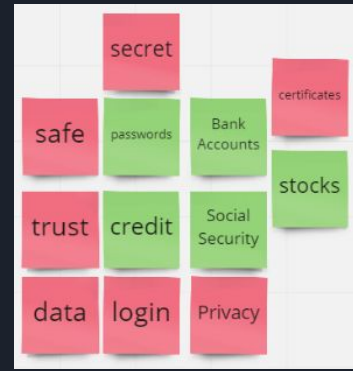 secret
certificates
safe
passwords
Bank
Accounts
stocks
trust
credit
Social
Security
data
login
Privacy